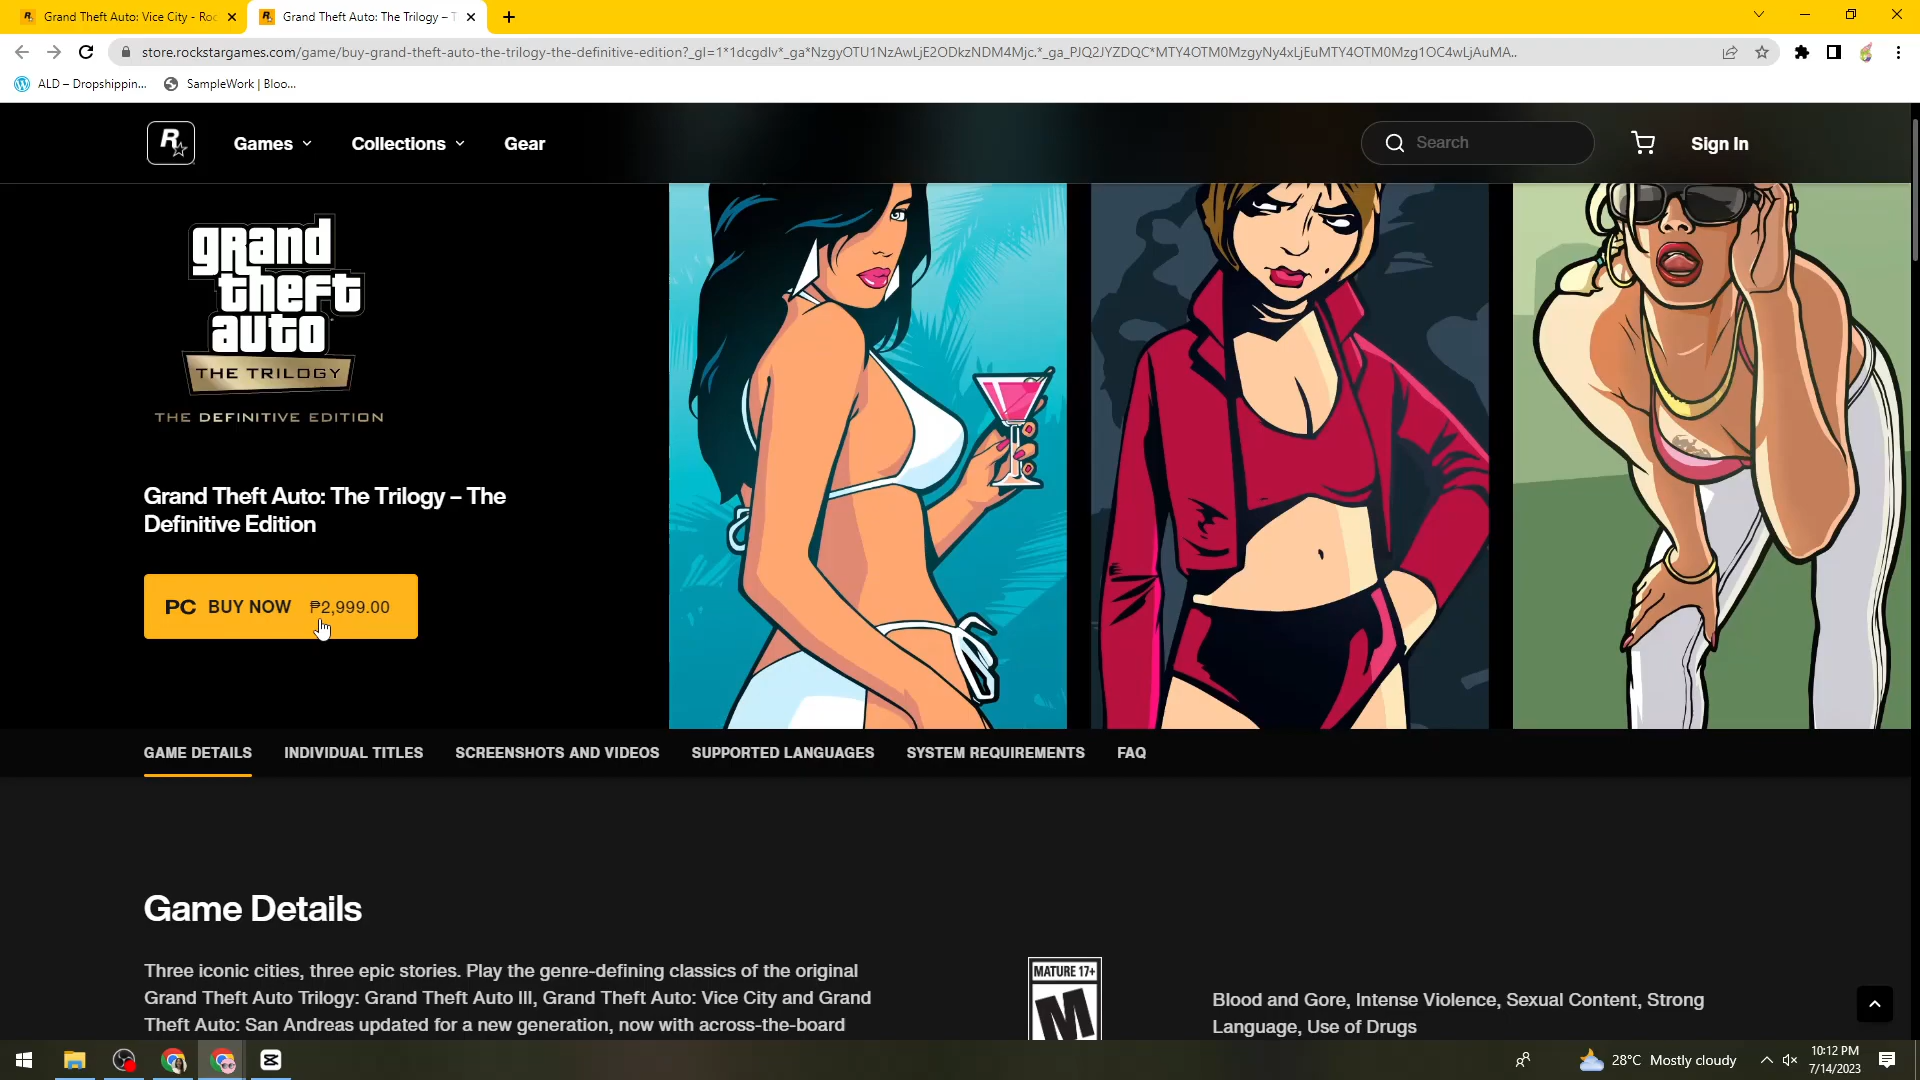 Grand Theft Auto: Vice City - Roc
Grand Theft Auto: The Trilogy – T
store.rockstargames.com/game/buy-grand-theft-auto-the-trilogy-the-definitive-edition?_gl=1*1dcgdlv*_ga*NzgyOTU1NzAwLjE2ODkzNDM4Mjc.*_ga_PJQ2JYZDQC*MTY4OTM0MzgyNy4xLjEuMTY4OTM0Mzg1OC4wLjAuMA..
ALD – Dropshippin...
SampleWork | Bloo...
R
Games
Collections
Gear
Search
Sign In
grand
theft
auto
THE TRILOGY
THE DEFINITIVE EDITION
Grand Theft Auto: The Trilogy – The
Definitive Edition
PC BUY NOW ₱2,999.00
GAME DETAILS
INDIVIDUAL TITLES
SCREENSHOTS AND VIDEOS
SUPPORTED LANGUAGES
SYSTEM REQUIREMENTS
FAQ
Game Details
Three iconic cities, three epic stories. Play the genre-defining classics of the original
Grand Theft Auto Trilogy: Grand Theft Auto III, Grand Theft Auto: Vice City and Grand
Theft Auto: San Andreas updated for a new generation, now with across-the-board
MATURE 17+
M
Blood and Gore, Intense Violence, Sexual Content, Strong
Language, Use of Drugs
28°C Mostly cloudy
10:12 PM
7/14/2023